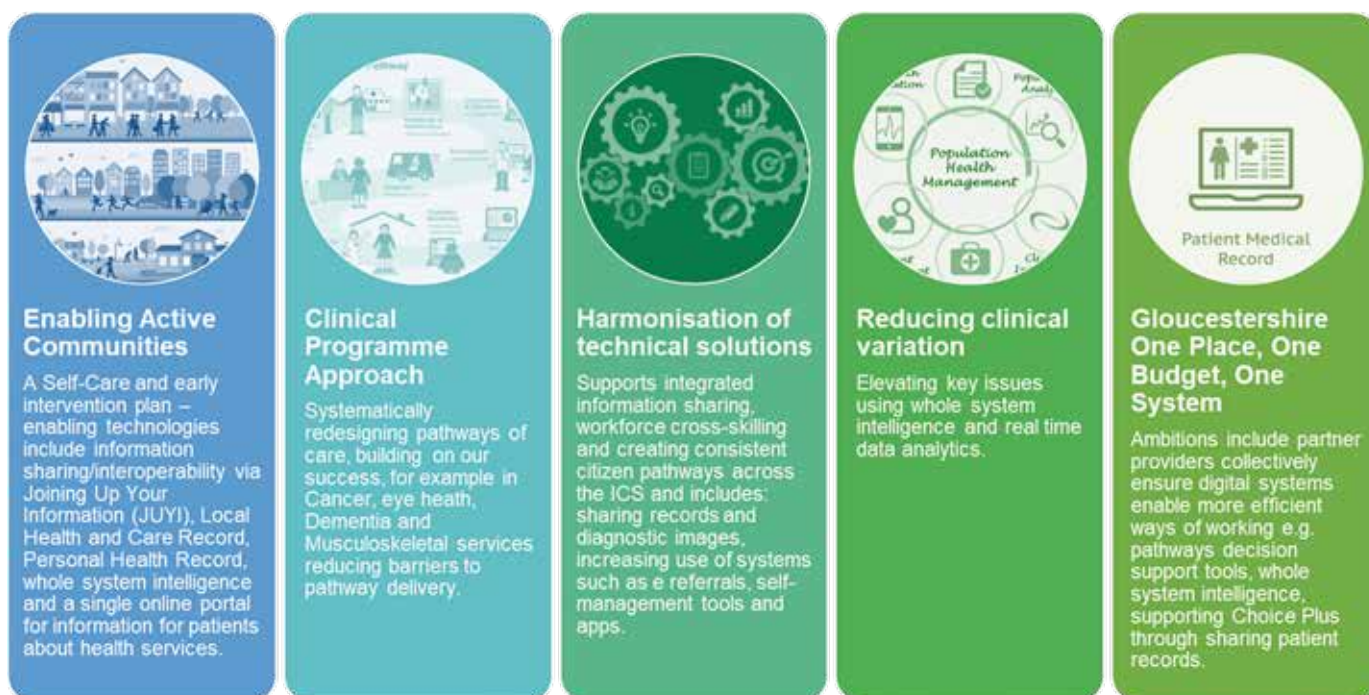 Enabling Active
Communities
A Self-Care and early
intervention plan –
enabling technologies
include information
sharing/interoperability via
Joining Up Your
Information (JUYI), Local
Health and Care Record,
Personal Health Record,
whole system intelligence
and a single online portal
for information for patients
about health services.
Clinical
Programme
Approach
Systematically
redesigning pathways of
care, building on our
success, for example in
Cancer, eye heath,
Dementia and
Musculoskeletal services
reducing barriers to
pathway delivery.
Harmonisation of
technical solutions
Supports integrated
information sharing,
workforce cross-skilling
and creating consistent
citizen pathways across
the ICS and includes:
sharing records and
diagnostic images,
increasing use of systems
such as e referrals, self-
management tools and
apps.
Population
Health
Management
Reducing clinical
variation
Elevating key issues
using whole system
intelligence and real time
data analytics.
Patient Medical
Record
Gloucestershire
One Place, One
Budget, One
System
Ambitions include partner
providers collectively
ensure digital systems
enable more efficient
ways of working e.g.
pathways decision
support tools, whole
system intelligence,
supporting Choice Plus
through sharing patient
records.